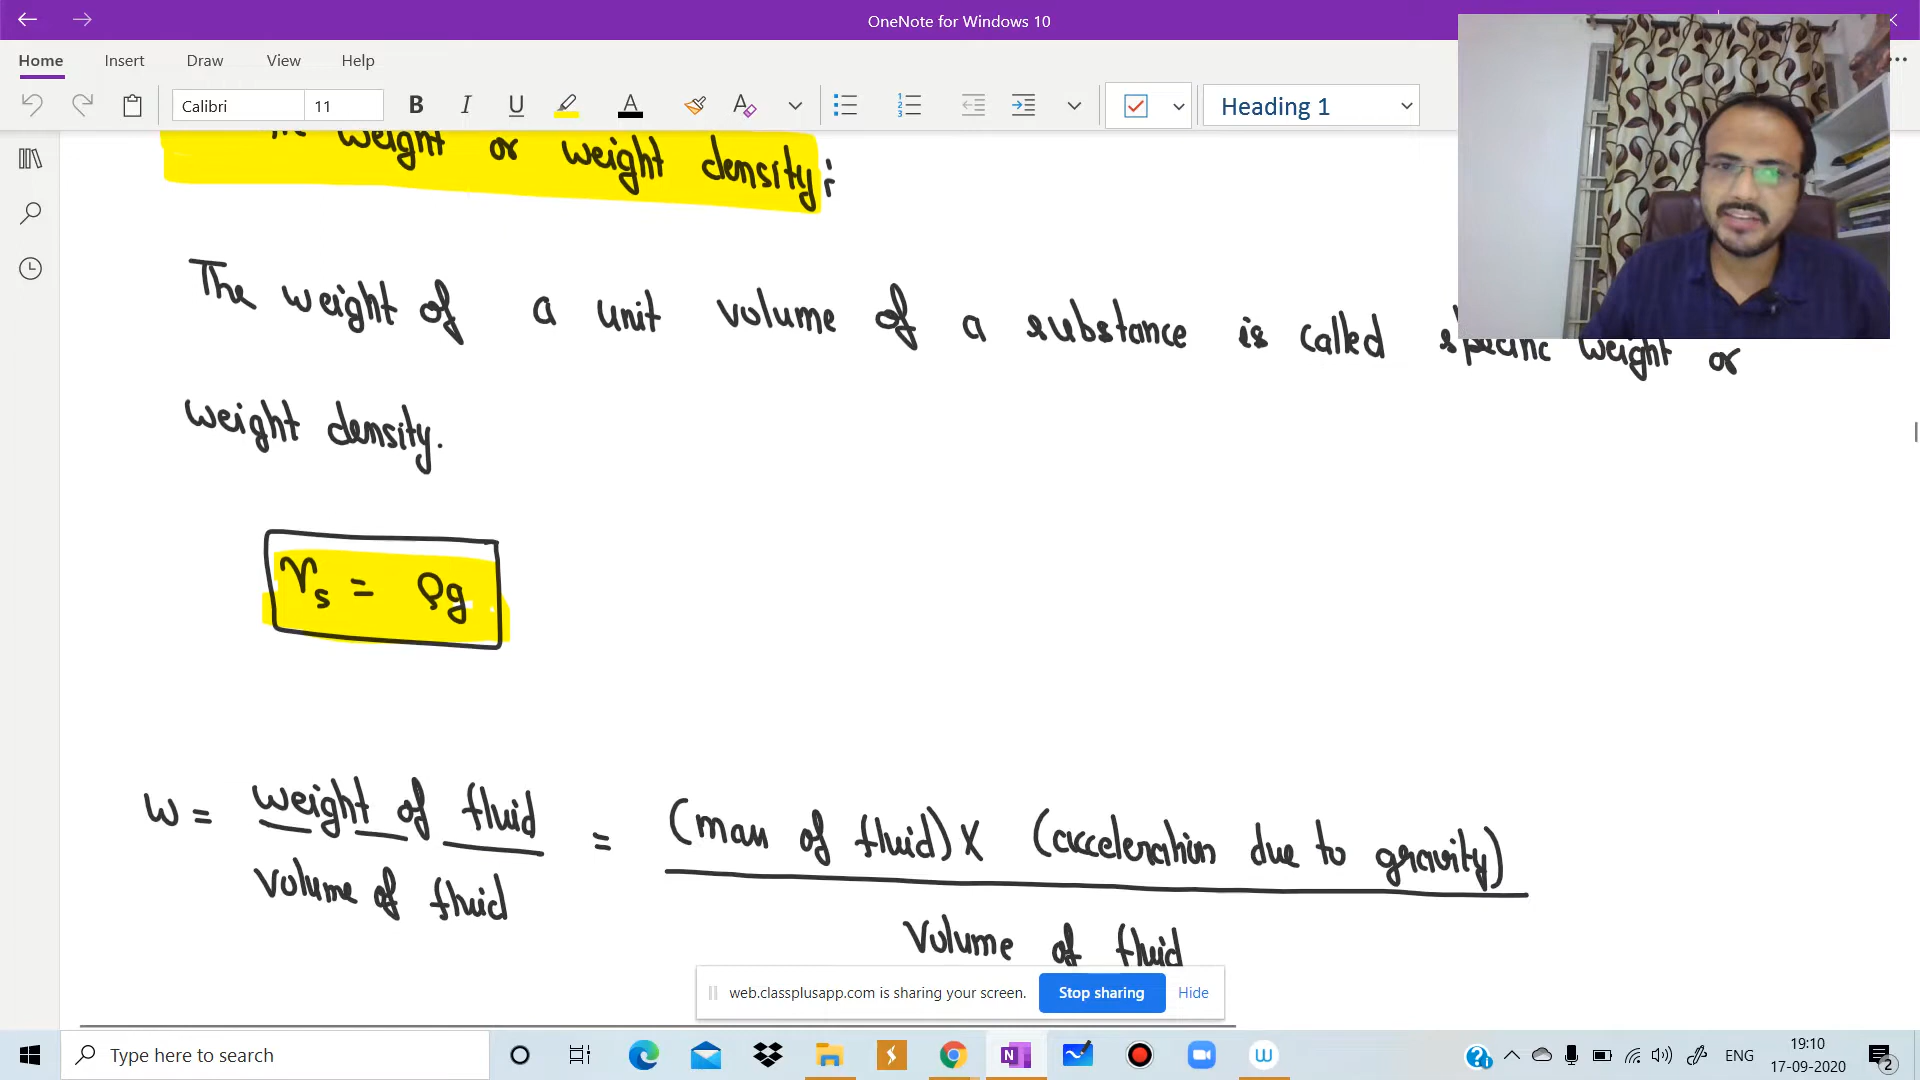 OneNote for Windows 10
Home Insert Draw View Help
Calibri 11 B I U A Heading 1
weight or weight density:
The weight of a unit volume of a substance is called specific weight or
weight density.
γs = ρg
w = weight of fluid = (mass of fluid) X (acceleration due to gravity)
volume of fluid
Volume of fluid
web.classplusapp.com is sharing your screen. Stop sharing Hide
Type here to search
ENG
19:10
17-09-2020
2